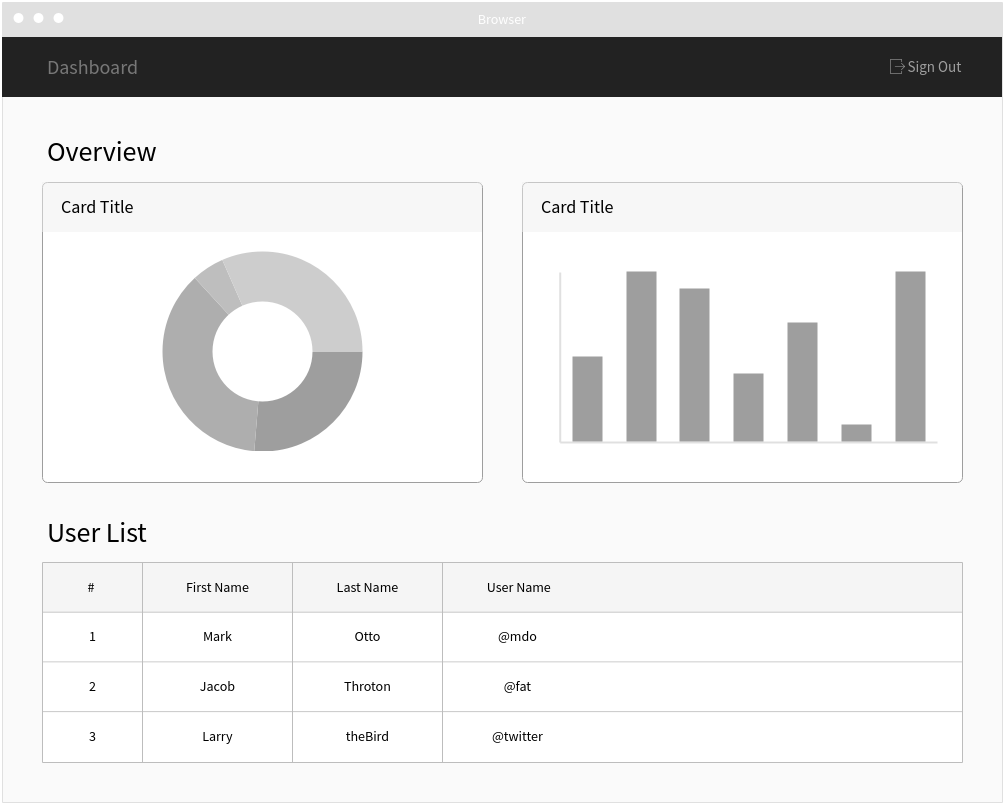 Browser
Dashboard
Sign Out
Overview
Card Title
Card Title
User List
# First Name Last Name User Name
1 Mark Otto @mdo
2 Jacob Throton @fat
3 Larry theBird @twitter